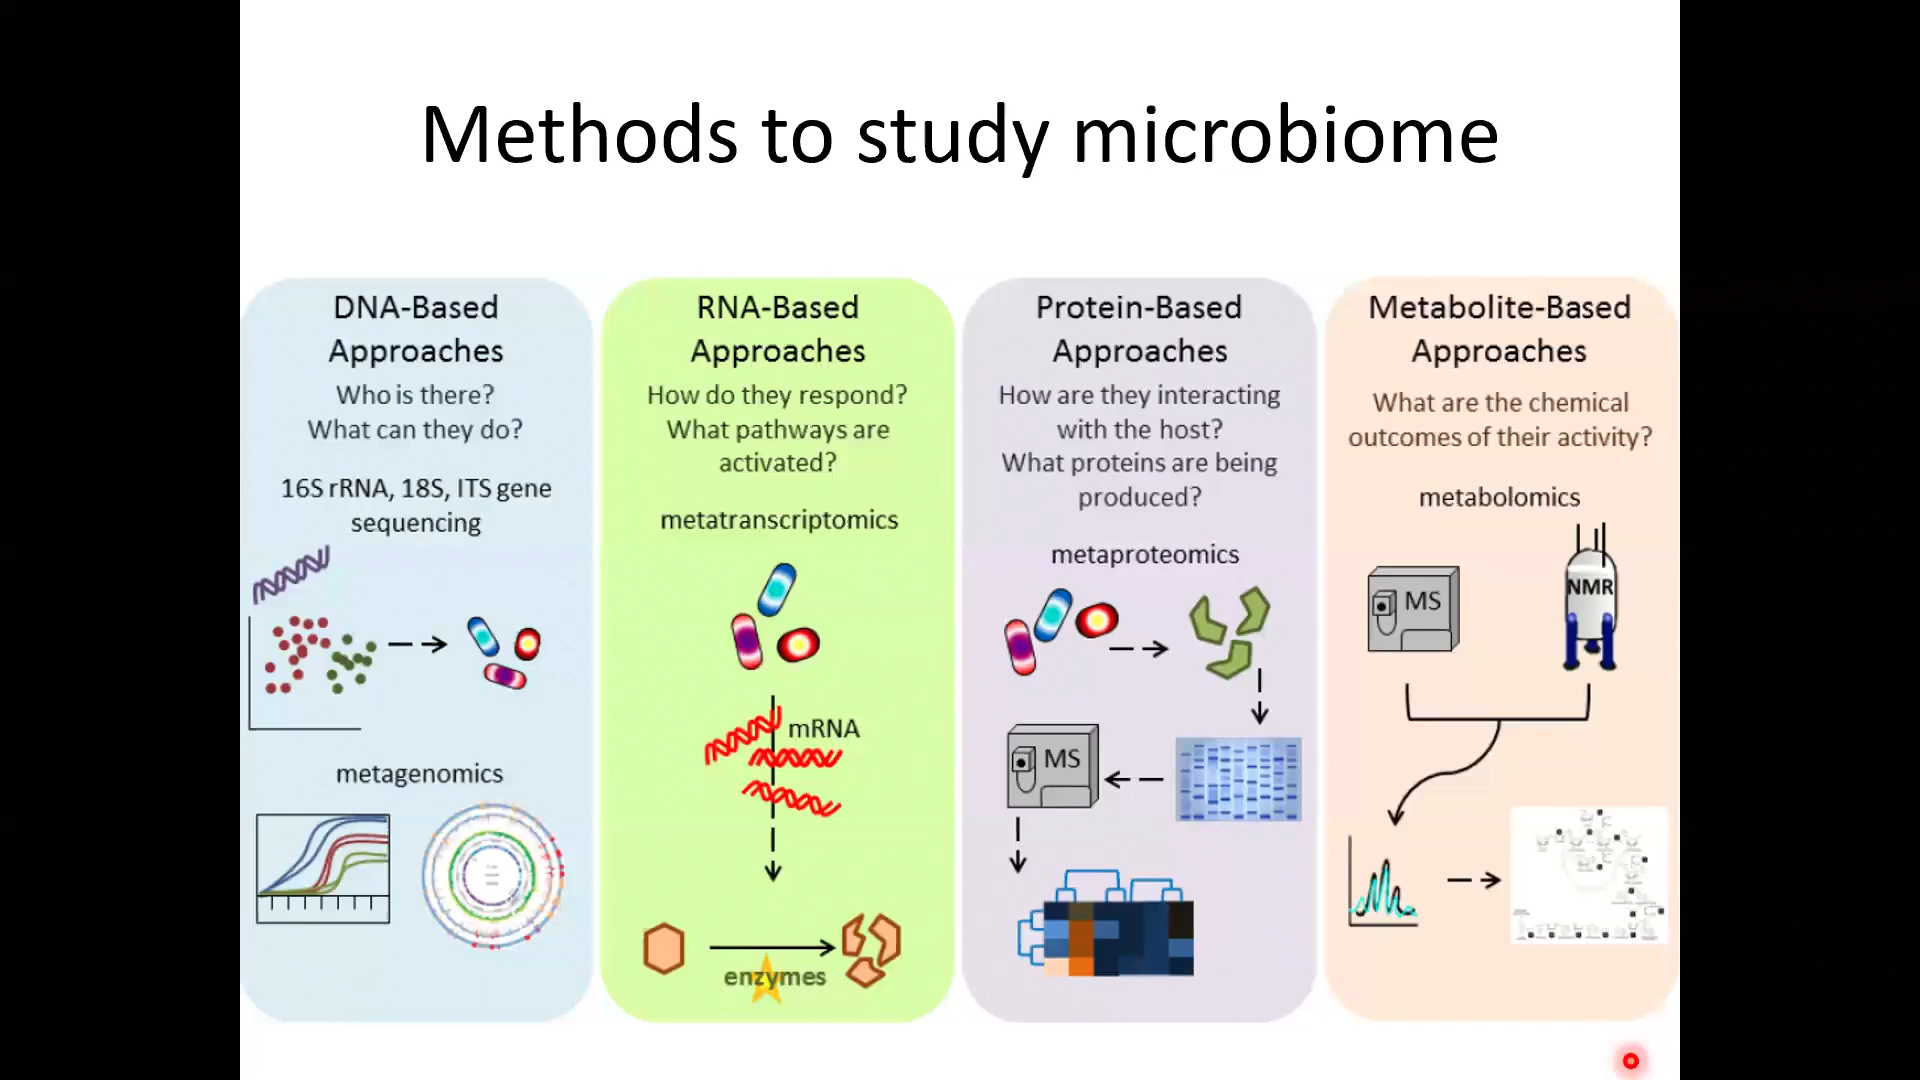 Methods to study microbiome
DNA-Based
Approaches
Who is there?
What can they do?
16S rRNA, 18S, ITS gene
sequencing
metagenomics
RNA-Based
Approaches
How do they respond?
What pathways are
activated?
metatranscriptomics
mRNA
enzymes
Protein-Based
Approaches
How are they interacting
with the host?
What proteins are being
produced?
metaproteomics
MS
Metabolite-Based
Approaches
What are the chemical
outcomes of their activity?
metabolomics
MS
NMR